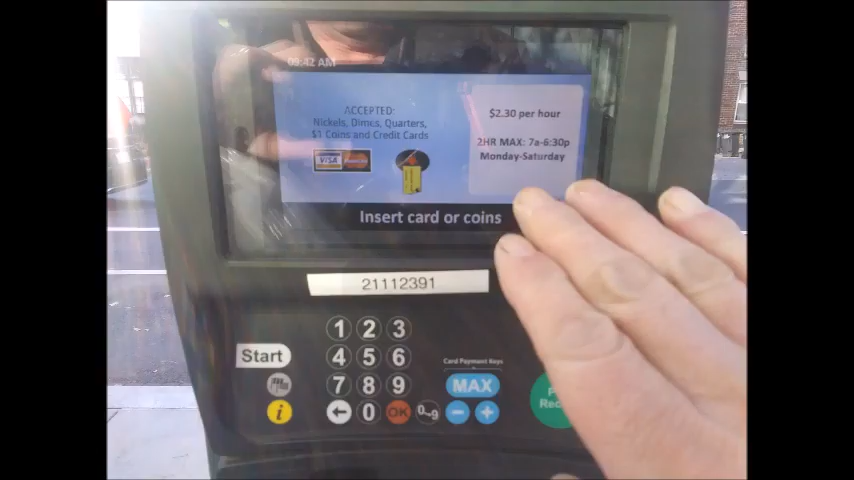 09:42 AM
ACCEPTED:
Nickels, Dimes, Quarters,
$1 Coins and Credit Cards
VISA
$2.30 per hour
2HR MAX: 7a-6:30p
Monday-Saturday
Insert card or coins
21112391
1 2 3
Start
4 5 6
Card Payment Keys
7 8 9
MAX
i
0
OK
0~9
- +